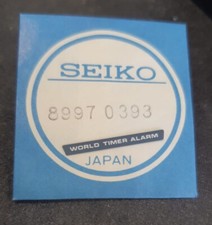 SEIKO
8997 0393
WORLD TIMER ALARM
JAPAN